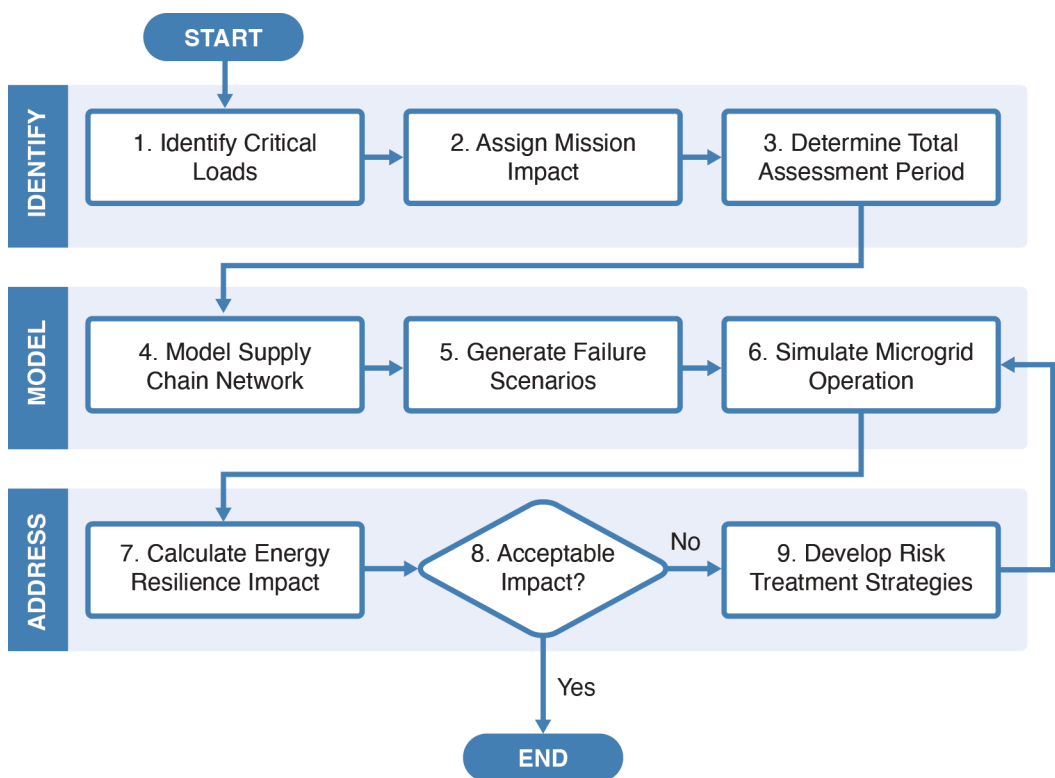 START
IDENTIFY
1. Identify Critical
Loads
2. Assign Mission
Impact
3. Determine Total
Assessment Period
MODEL
4. Model Supply
Chain Network
5. Generate Failure
Scenarios
6. Simulate Microgrid
Operation
ADDRESS
7. Calculate Energy
Resilience Impact
8. Acceptable
Impact?
No
9. Develop Risk
Treatment Strategies
Yes
END